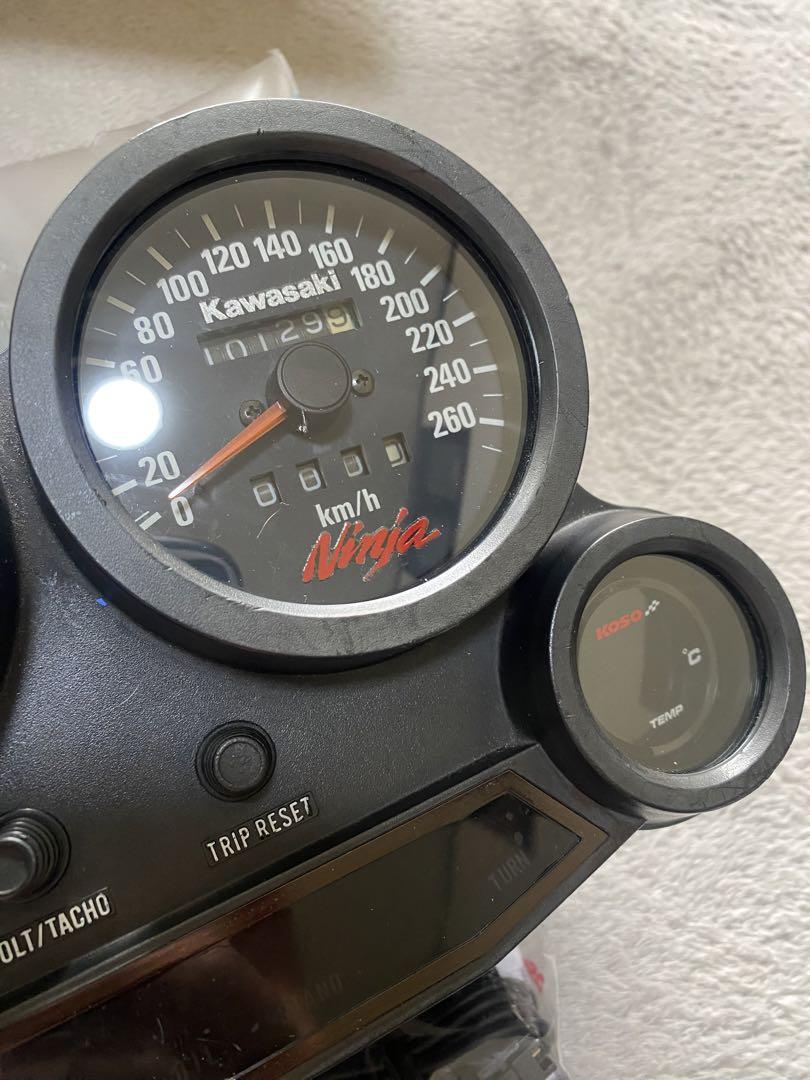 0
20
60
80
100
120
140
160
180
200
220
240
260
Kawasaki
101299
km/h
Ninja
KOSO
°C
TEMP
TRIP RESET
OLT/TACHO
TURN